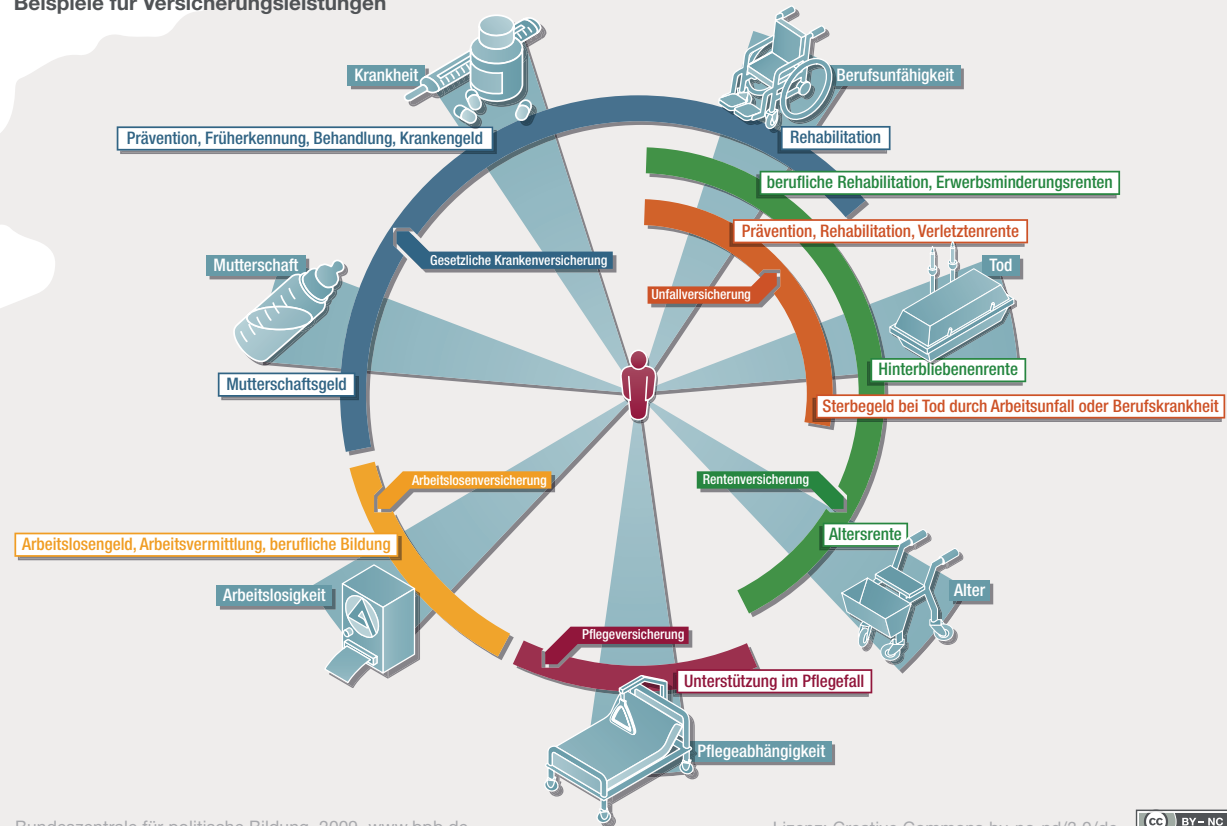 Beispiele für Versicherungsleistungen
Krankheit
Berufsunfähigkeit
Prävention, Früherkennung, Behandlung, Krankengeld
Rehabilitation
berufliche Rehabilitation, Erwerbsminderungsrenten
Prävention, Rehabilitation, Verletztenrente
Gesetzliche Krankenversicherung
Mutterschaft
Tod
Unfallversicherung
Hinterbliebenenrente
Mutterschaftsgeld
Sterbegeld bei Tod durch Arbeitsunfall oder Berufskrankheit
Arbeitslosenversicherung
Rentenversicherung
Altersrente
Arbeitslosengeld, Arbeitsvermittlung, berufliche Bildung
Arbeitslosigkeit
Alter
Pflegeversicherung
Unterstützung im Pflegefall
Pflegeabhängigkeit
Bundeszentrale für politische Bildung, 2009, www.bpb.de
Lizenz: Creative Commons by-nc-nd/3.0/de
cc BY - NC